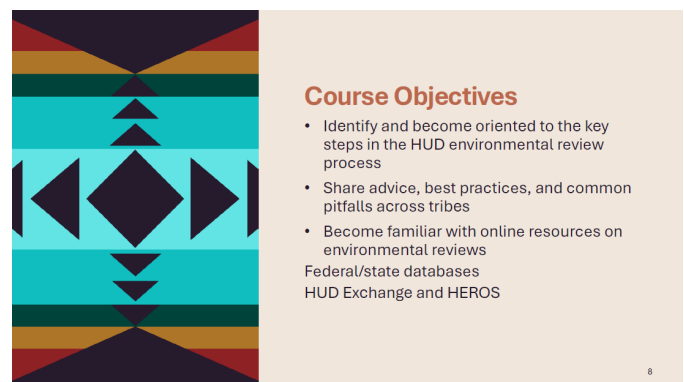 Course Objectives
• Identify and become oriented to the key
steps in the HUD environmental review
process
• Share advice, best practices, and common
pitfalls across tribes
• Become familiar with online resources on
environmental reviews
Federal/state databases
HUD Exchange and HEROS
8